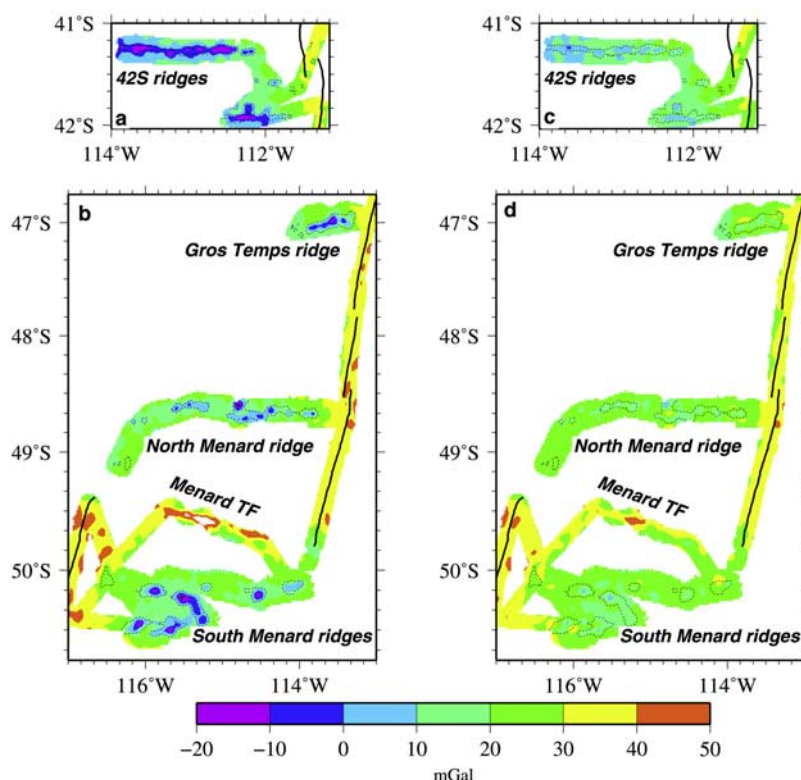 41°S
42S ridges
42°S
a
114°W
112°W
41°S
42S ridges
42°S
c
114°W
112°W
b
47°S
Gros Temps ridge
48°S
North Menard ridge
49°S
Menard TF
50°S
South Menard ridges
116°W
114°W
d
47°S
Gros Temps ridge
48°S
North Menard ridge
49°S
Menard TF
50°S
South Menard ridges
116°W
114°W
−20 −10 0 10 20 30 40 50
mGal